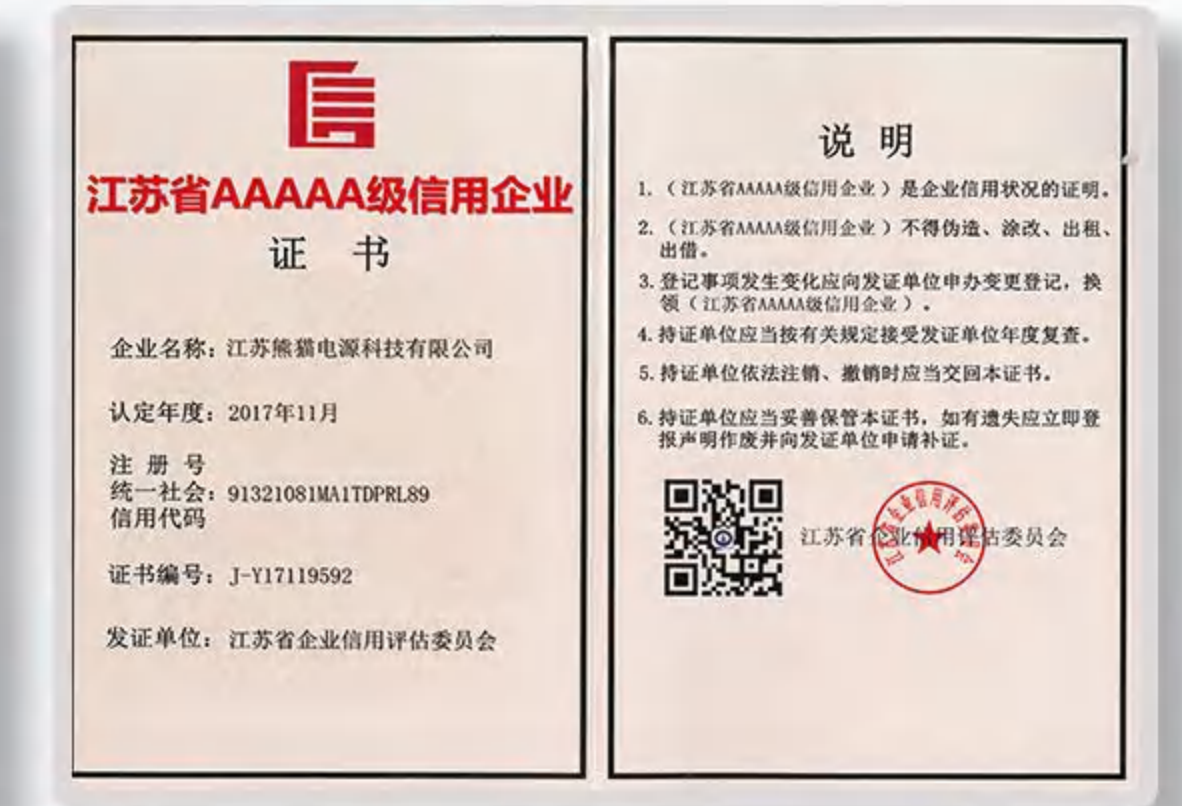 江苏省AAAAA级信用企业
证 书
企业名称：江苏熊猫电源科技有限公司
认定年度：2017年11月
注 册 号
统一社会：91321081MA1TDPRL89
信用代码
证书编号：J-Y17119592
发证单位：江苏省企业信用评估委员会
说 明
1.（江苏省AAAAA级信用企业）是企业信用状况的证明。
2.（江苏省AAAAA级信用企业）不得伪造、涂改、出租、
出借。
3.登记事项发生变化应向发证单位申办变更登记，换
领（江苏省AAAAA级信用企业）。
4.持证单位应当按有关规定接受发证单位年度复查。
5.持证单位依法注销、撤销时应当交回本证书。
6.持证单位应当妥善保管本证书，如有遗失应立即登
报声明作废并向发证单位申请补证。
江苏省企业信用评估委员会
江苏省企业信用评估委员会